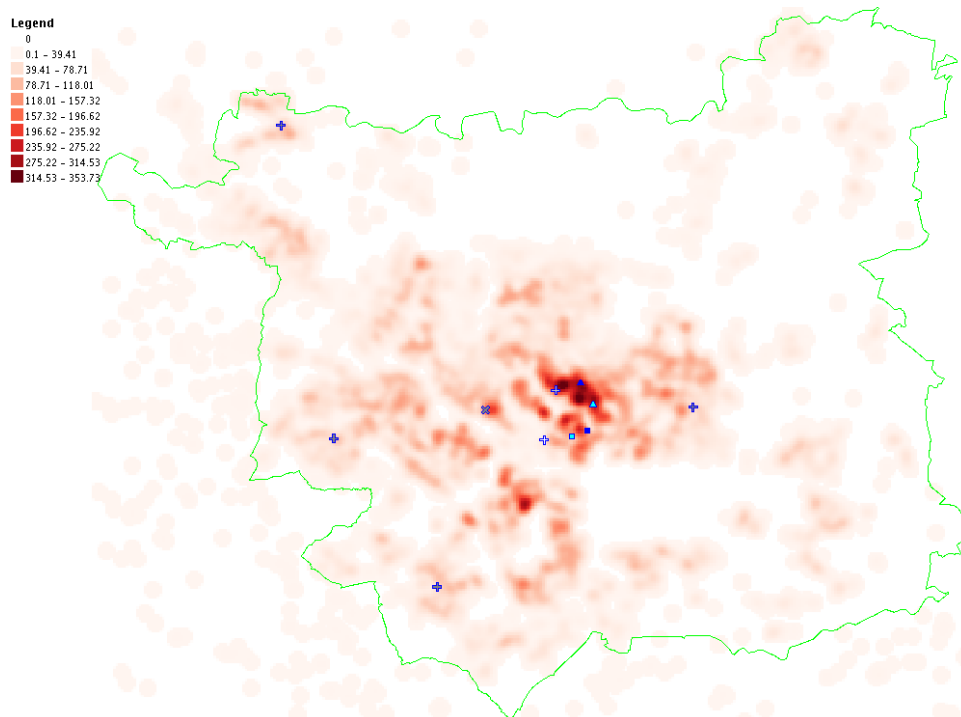 Legend
0
0.1 – 39.41
39.41 – 78.71
78.71 – 118.01
118.01 – 157.32
157.32 – 196.62
196.62 – 235.92
235.92 – 275.22
275.22 – 314.53
314.53 – 353.73